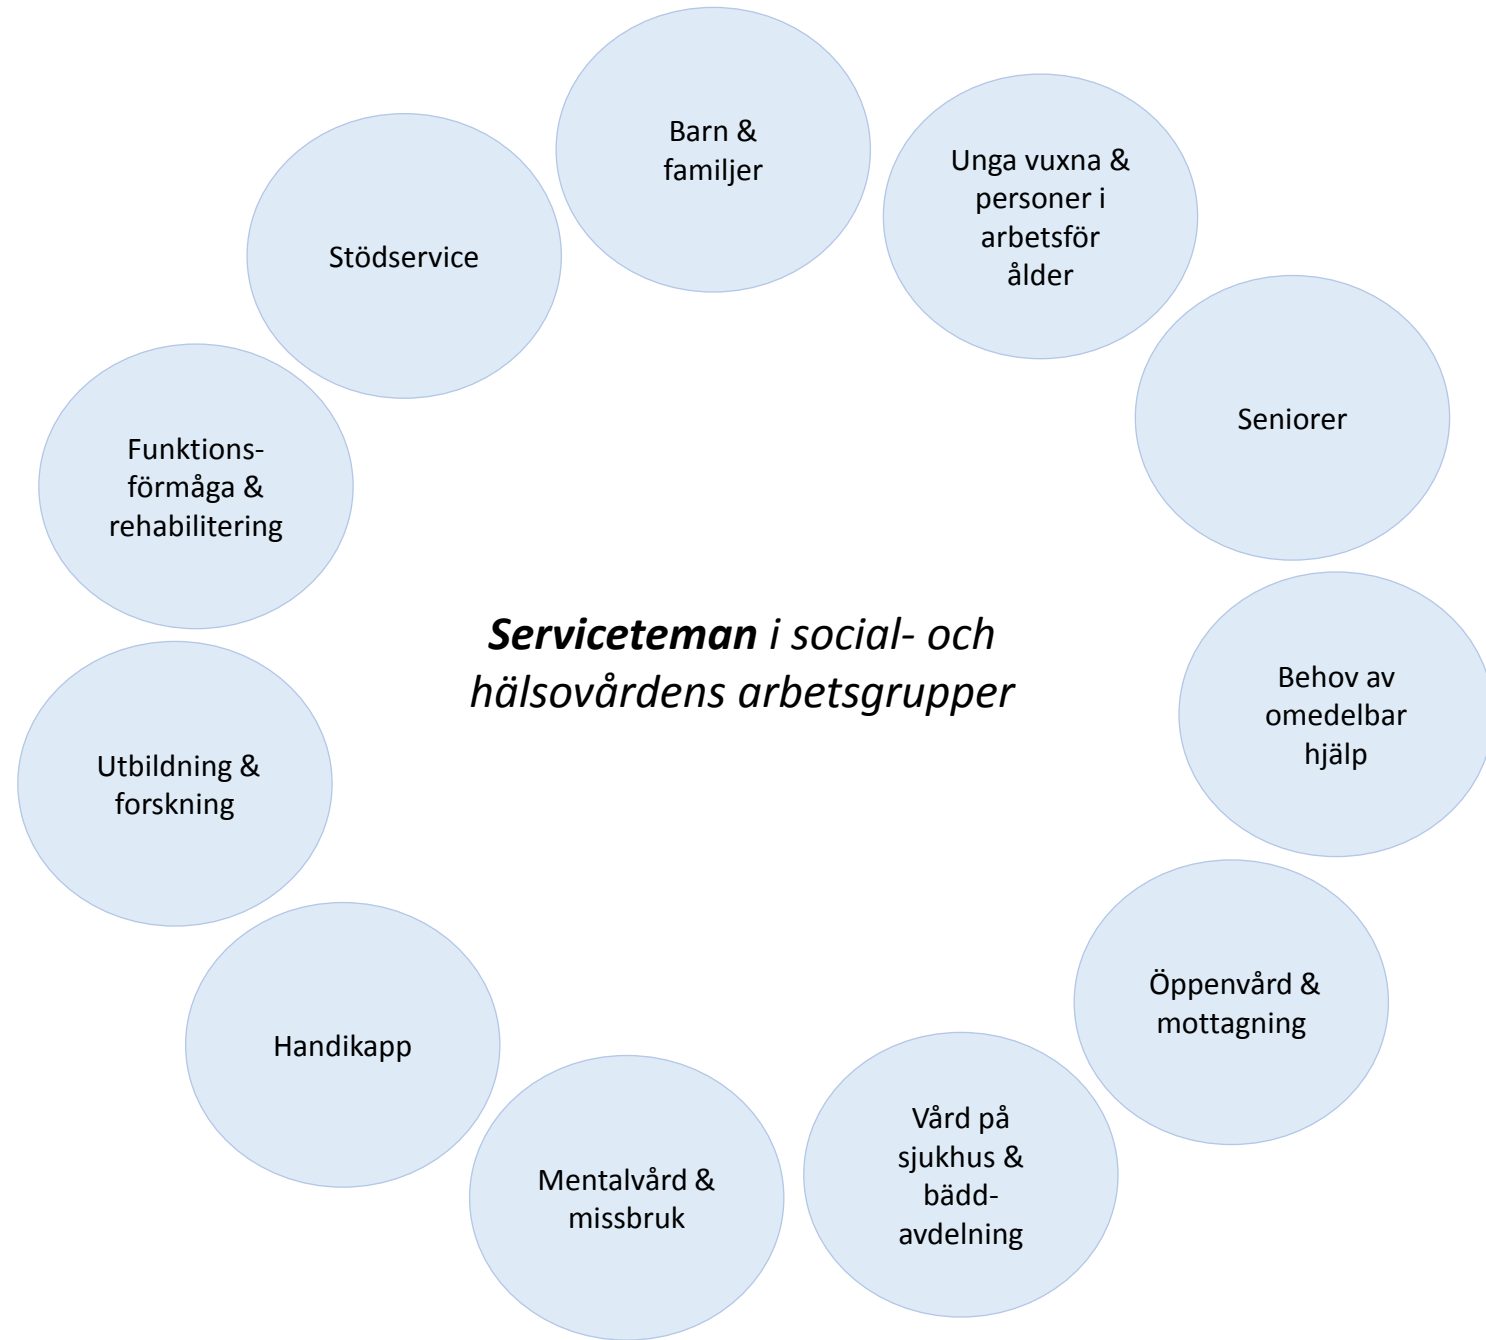 Barn &
familjer
Unga vuxna &
personer i
arbetsför
ålder
Seniorer
Behov av
omedelbar
hjälp
Öppenvård &
mottagning
Vård på
sjukhus &
bädd-
avdelning
Mentalvård &
missbruk
Handikapp
Utbildning &
forskning
Funktions-
förmåga &
rehabilitering
Stödservice
Serviceteman i social- och
hälsovårdens arbetsgrupper